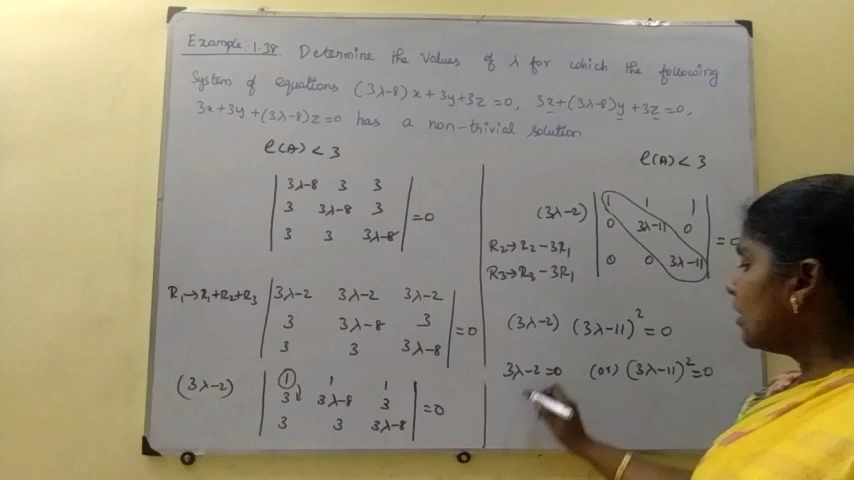 Example: 1.38. Determine the values of λ for which the following
System of equations (3λ-8)x + 3y + 3z = 0, 3x + (3λ-8)y + 3z = 0,
3x + 3y + (3λ-8)z = 0 has a non-trivial solution.
ρ(A) < 3
| 3λ-8 3 3 |
| 3 3λ-8 3 | = 0
| 3 3 3λ-8 |
R₁→R₁+R₂+R₃ | 3λ-2 3λ-2 3λ-2 |
| 3 3λ-8 3 | = 0
| 3 3 3λ-8 |
(3λ-2) | 1 1 1 |
| 3 3λ-8 3 | = 0
| 3 3 3λ-8 |
ρ(A) < 3
(3λ-2) | 1 1 1 |
| 0 3λ-11 0 | = 0
R₂→R₂-3R₁
R₃→R₃-3R₁ | 0 0 3λ-11 |
(3λ-2) (3λ-11)² = 0
3λ-2 = 0 (or) (3λ-11)² = 0